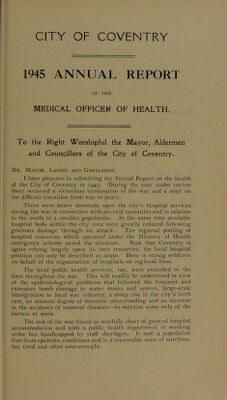 CITY OF COVENTRY
1945 ANNUAL REPORT
OF THE
MEDICAL OFFICER OF HEALTH.
To the Right Worshipful the Mayor, Aldermen
and Councillors of the City of Coventry.
MR. MAYOR, LADIES AND GENTLEMEN,
I have pleasure in submitting my Annual Report on the health
of the City of Coventry in 1945. During the year under review
there occurred a victorious termination of the war and a start on
the difficult transition from war to peace.
There were heavy demands upon the city's hospital services
during the war in connection with air-raid casualties and in relation
to the needs of a swollen population. At the same time available
hospital beds within the city area were greatly reduced following
grievous damage through air attack. The regional pooling of
hospital resources which operated under the Ministry of Health
emergency scheme saved the situation. Now that Coventry is
again relying largely upon its own resources, the local hospital
position can only be described as acute. Here is strong evidence
on behalf of the organisation of hospitals on regional lines.
The local public health services, too, were extended to the
limit throughout the war. This will readily be understood in view
of the epidemiological problems that followed the frequent and
extensive bomb damage to water mains and sewers, large-scale
immigration to local war industry, a steep rise in the city's birth
rate, an unusual degree of domestic overcrowding and an increase
in the incidence of venereal diseases—to mention some only of the
factors at work.
The end of the war found us woefully short of general hospital
accommodation and with a public health department in working
order but handicapped by staff shortages. It saw a population
free from epidemic conditions and in a reasonable state of nutrition,
but tired and often overwrought.